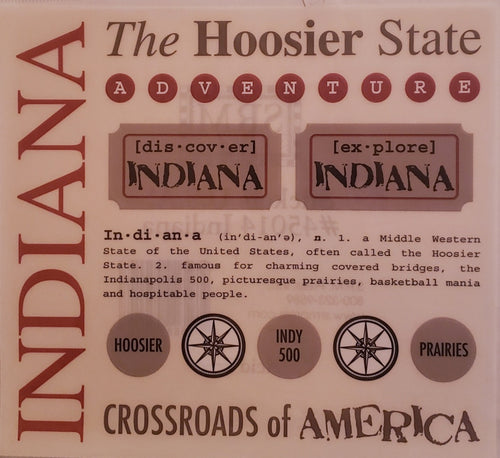 INDIANA
The Hoosier State
ADVENTURE
[dis·cov·er]
INDIANA
[ex·plore]
INDIANA
In·di·an·a (in'di-an'ə), n. 1. a Middle Western
State of the United States, often called the Hoosier
State. 2. famous for charming covered bridges, the
Indianapolis 500, picturesque prairies, basketball mania
and hospitable people.
HOOSIER
INDY
500
PRAIRIES
CROSSROADS of AMERICA
#45014 Indiana